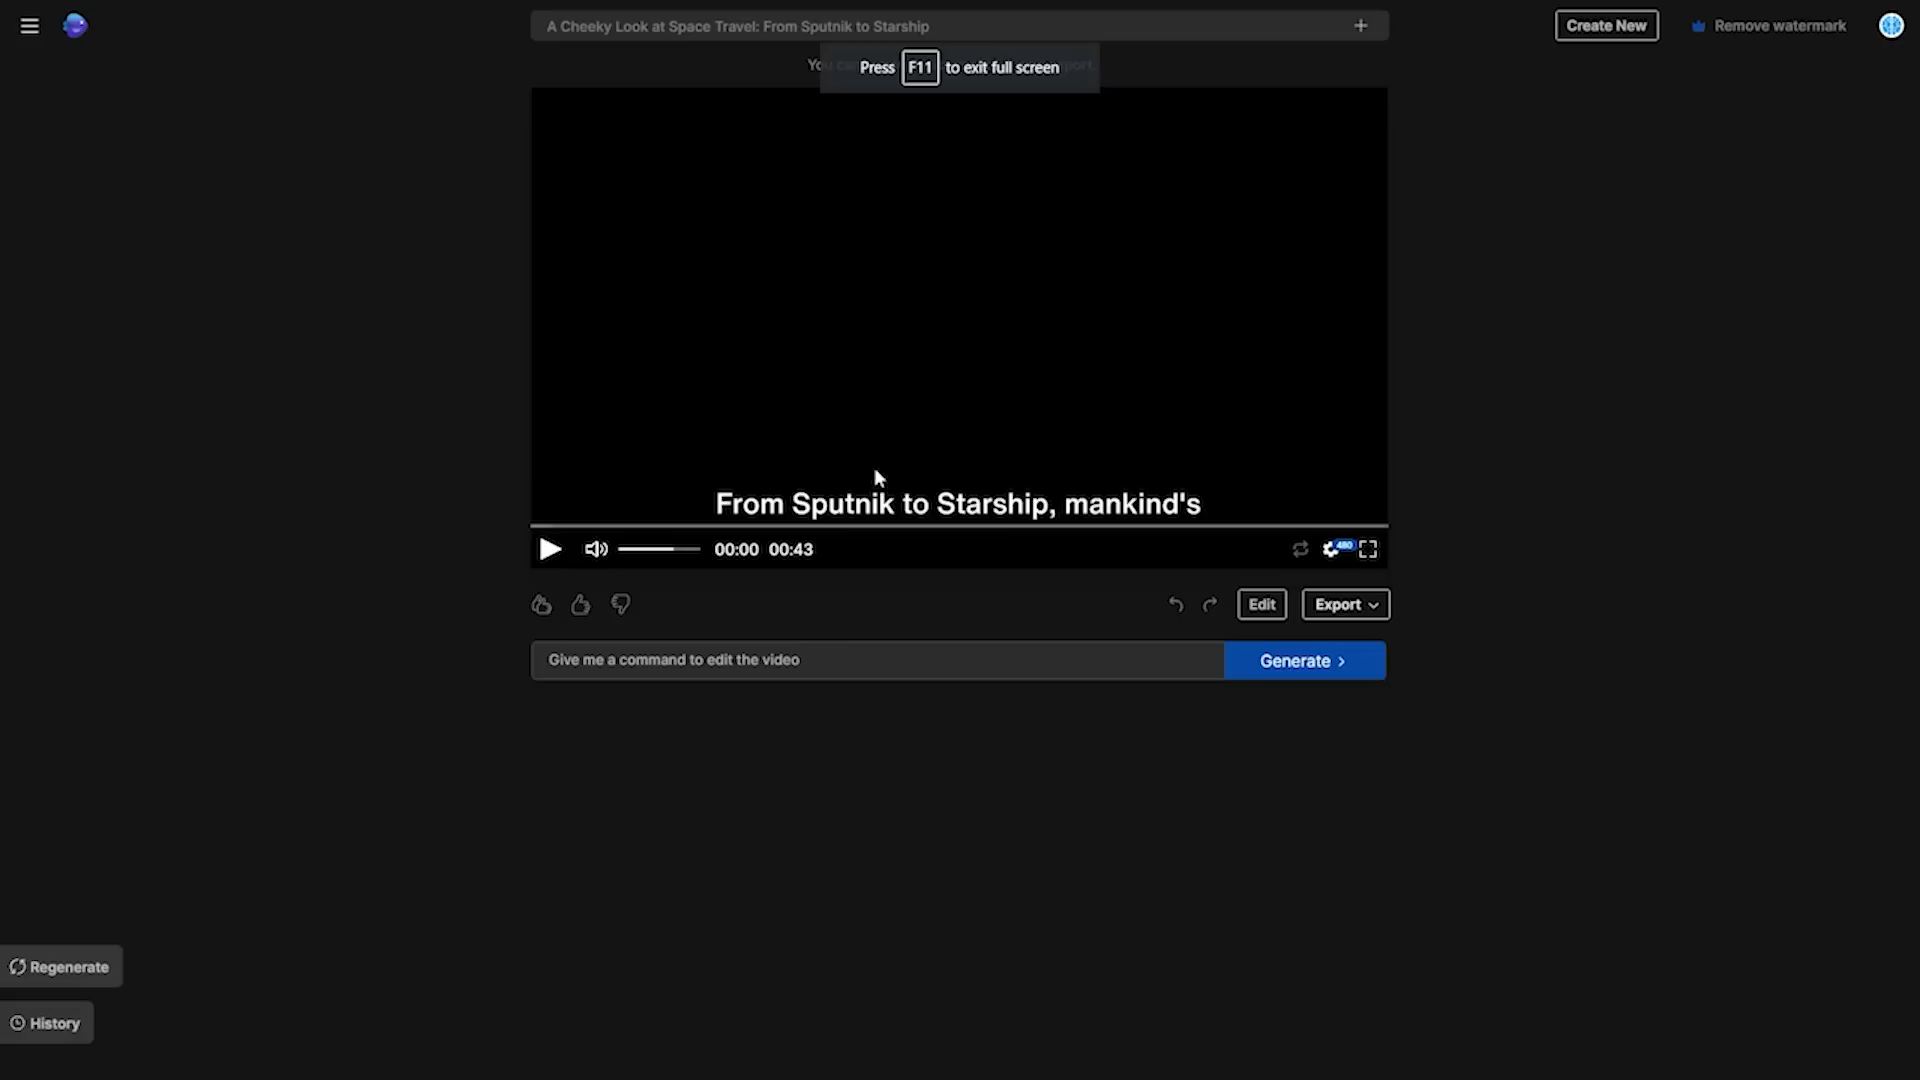 A Cheeky Look at Space Travel: From Sputnik to Starship
Create New
Remove watermark
Press F11 to exit full screen
From Sputnik to Starship, mankind's
00:00 00:43
480
Edit
Export
Give me a command to edit the video
Generate
Regenerate
History